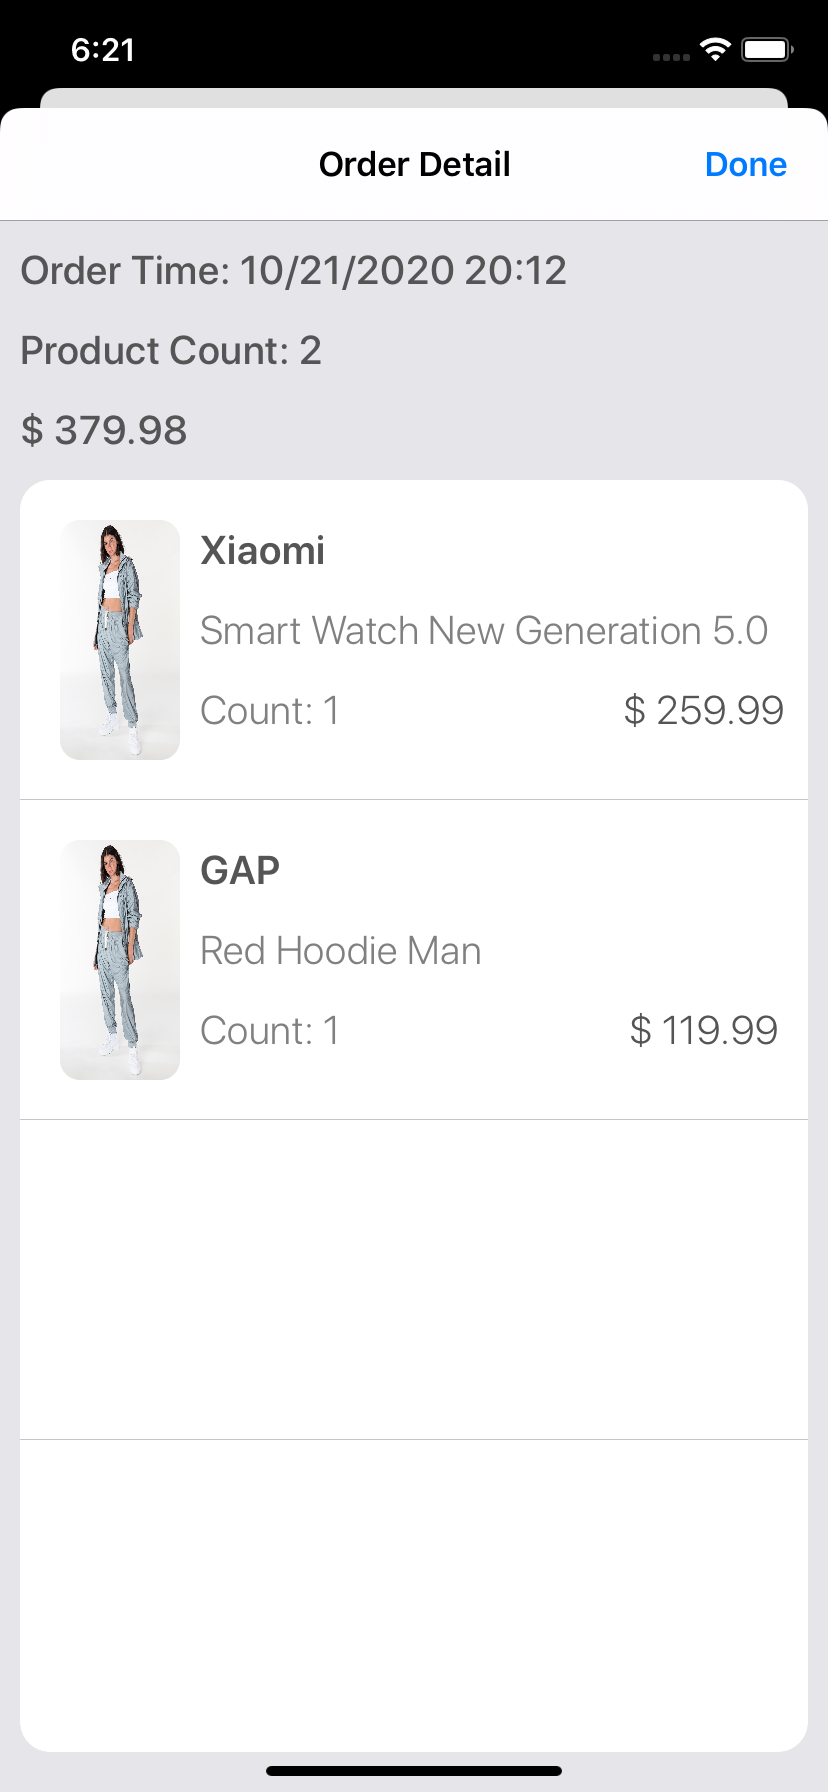 6:21
Order Detail
Done
Order Time: 10/21/2020 20:12
Product Count: 2
$ 379.98
Xiaomi
Smart Watch New Generation 5.0
Count: 1
$ 259.99
GAP
Red Hoodie Man
Count: 1
$ 119.99